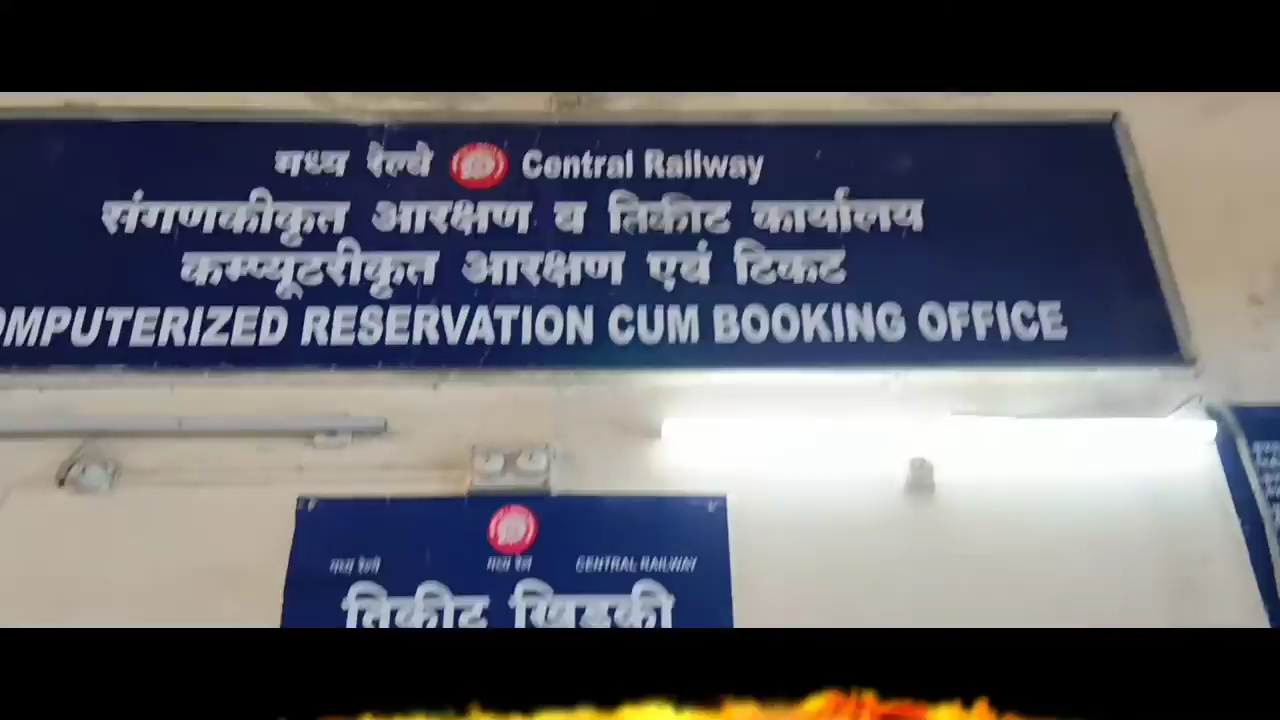 मध्य रेल्वे Central Railway
संगणकीकृत आरक्षण व तिकीट कार्यालय
कम्प्यूटरीकृत आरक्षण एवं टिकट
OMPUTERIZED RESERVATION CUM BOOKING OFFICE
मध्य रेल्वे मध्य रेल CENTRAL RAILWAY
तिकीट खिडकी